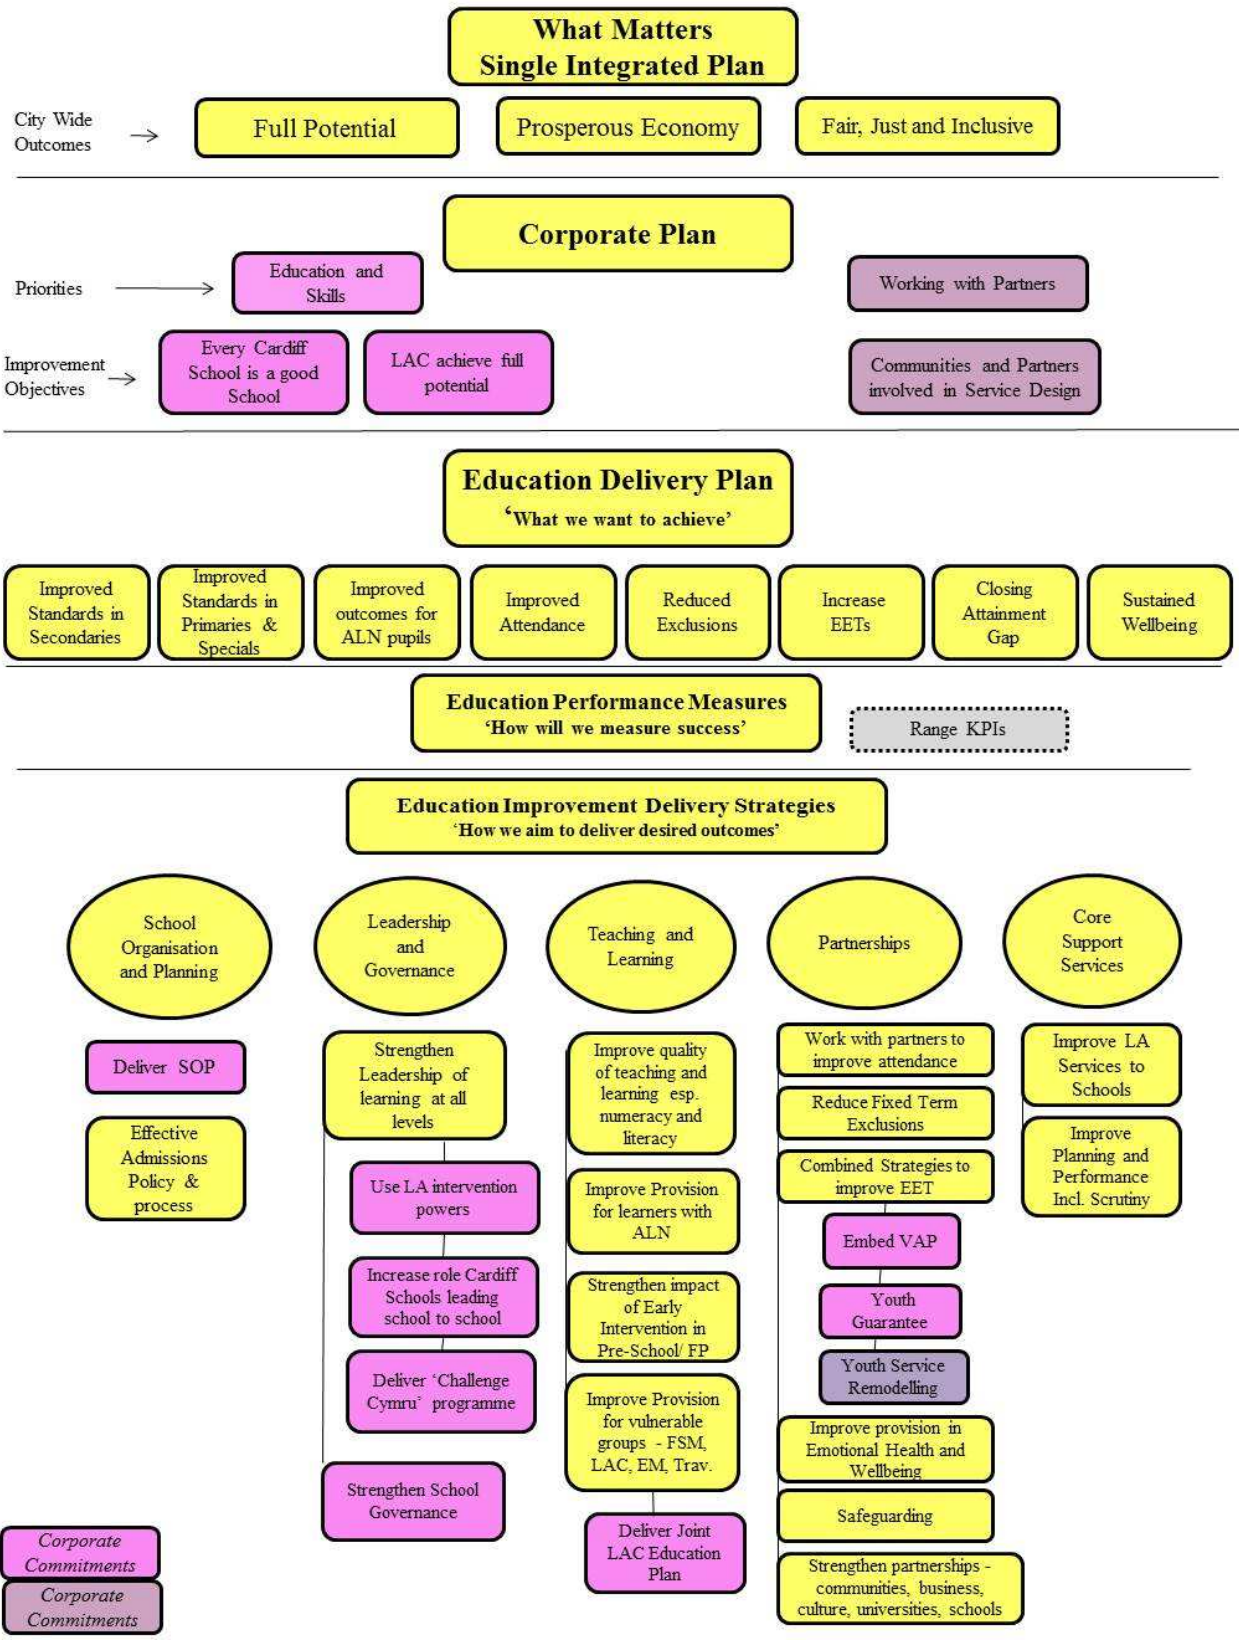 What Matters
Single Integrated Plan
City Wide
Outcomes
Full Potential
Prosperous Economy
Fair, Just and Inclusive
Corporate Plan
Priorities
Education and
Skills
Working with Partners
Improvement
Objectives
Every Cardiff
School is a good
School
LAC achieve full
potential
Communities and Partners
involved in Service Design
Education Delivery Plan
‘What we want to achieve’
Improved
Standards in
Secondaries
Improved
Standards in
Primaries &
Specials
Improved
outcomes for
ALN pupils
Improved
Attendance
Reduced
Exclusions
Increase
EETs
Closing
Attainment
Gap
Sustained
Wellbeing
Education Performance Measures
‘How will we measure success’
Range KPIs
Education Improvement Delivery Strategies
‘How we aim to deliver desired outcomes’
School
Organisation
and Planning
Deliver SOP
Effective
Admissions
Policy &
process
Leadership
and
Governance
Strengthen
Leadership of
learning at all
levels
Use LA intervention
powers
Increase role Cardiff
Schools leading
school to school
Deliver ‘Challenge
Cymru’ programme
Strengthen School
Governance
Teaching and
Learning
Improve quality
of teaching and
learning esp.
numeracy and
literacy
Improve Provision
for learners with
ALN
Strengthen impact
of Early
Intervention in
Pre-School/ FP
Improve Provision
for vulnerable
groups - FSM,
LAC, EM, Trav.
Deliver Joint
LAC Education
Plan
Partnerships
Work with partners to
improve attendance
Reduce Fixed Term
Exclusions
Combined Strategies to
improve EET
Embed VAP
Youth
Guarantee
Youth Service
Remodelling
Improve provision in
Emotional Health and
Wellbeing
Safeguarding
Strengthen partnerships -
communities, business,
culture, universities, schools
Core
Support
Services
Improve LA
Services to
Schools
Improve
Planning and
Performance
Incl. Scrutiny
Corporate
Commitments
Corporate
Commitments